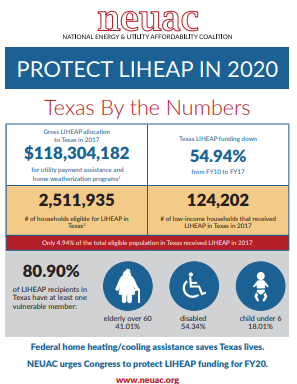 neuac
NATIONAL ENERGY & UTILITY AFFORDABILITY COALITION
PROTECT LIHEAP IN 2020
Texas By the Numbers
Gross LIHEAP allocation
to Texas in 2017
$118,304,182
for utility payment assistance and
home weatherization programs¹
Texas LIHEAP funding down
54.94%
from FY10 to FY17
2,511,935
# of households eligible for LIHEAP in
Texas²
124,202
# of low-income households that received
LIHEAP in Texas in 2017
Only 4.94% of the total eligible population in Texas received LIHEAP in 2017
80.90%
of LIHEAP recipients in
Texas have at least one
vulnerable member:
elderly over 60
41.01%
disabled
54.34%
child under 6
18.01%
Federal home heating/cooling assistance saves Texas lives.
NEUAC urges Congress to protect LIHEAP funding for FY20.
www.neuac.org